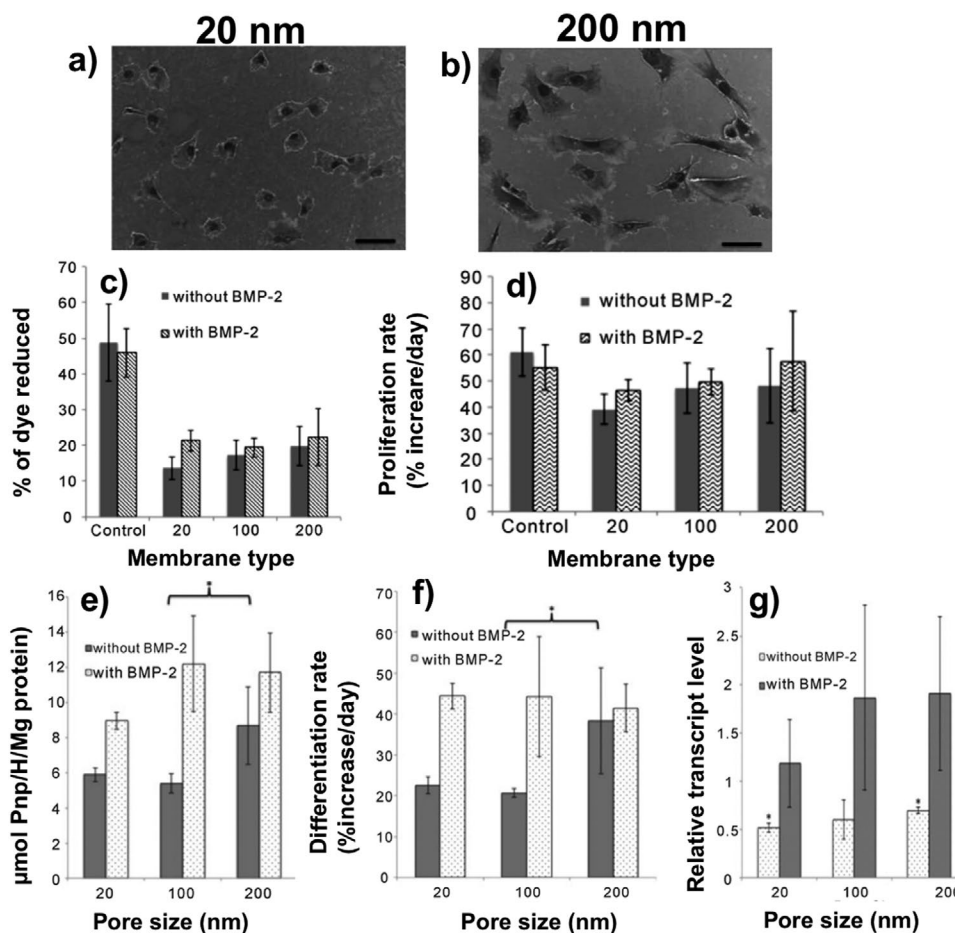 20 nm
200 nm
a)
b)
c)
without BMP-2
with BMP-2
% of dye reduced
70
60
50
40
30
20
10
0
Control 20 100 200
Membrane type
d)
without BMP-2
with BMP-2
Proliferation rate
(% increare/day)
90
80
70
60
50
40
30
20
10
0
Control 20 100 200
Membrane type
e)
*
without BMP-2
with BMP-2
µmol Pnp/H/Mg protein)
16
14
12
10
8
6
4
2
0
20 100 200
Pore size (nm)
f)
*
without BMP-2
with BMP-2
Differentiation rate
(%increase/day)
70
60
50
40
30
20
10
0
20 100 200
Pore size (nm)
g)
without BMP-2
with BMP-2
Relative transcript level
3
2.5
2
1.5
1
0.5
0
* *
20 100 200
Pore size (nm)